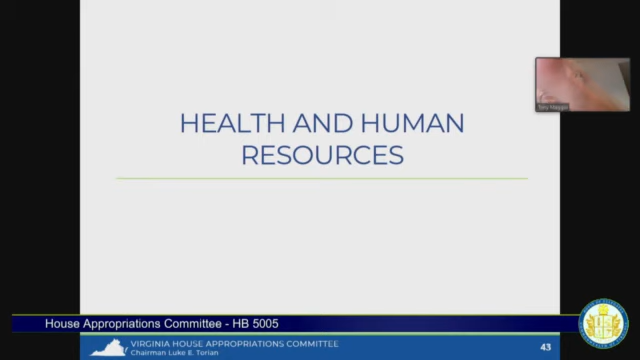 HEALTH AND HUMAN
RESOURCES
House Appropriations Committee - HB 5005
VIRGINIA HOUSE APPROPRIATIONS COMMITTEE
Chairman Luke E. Torian
43